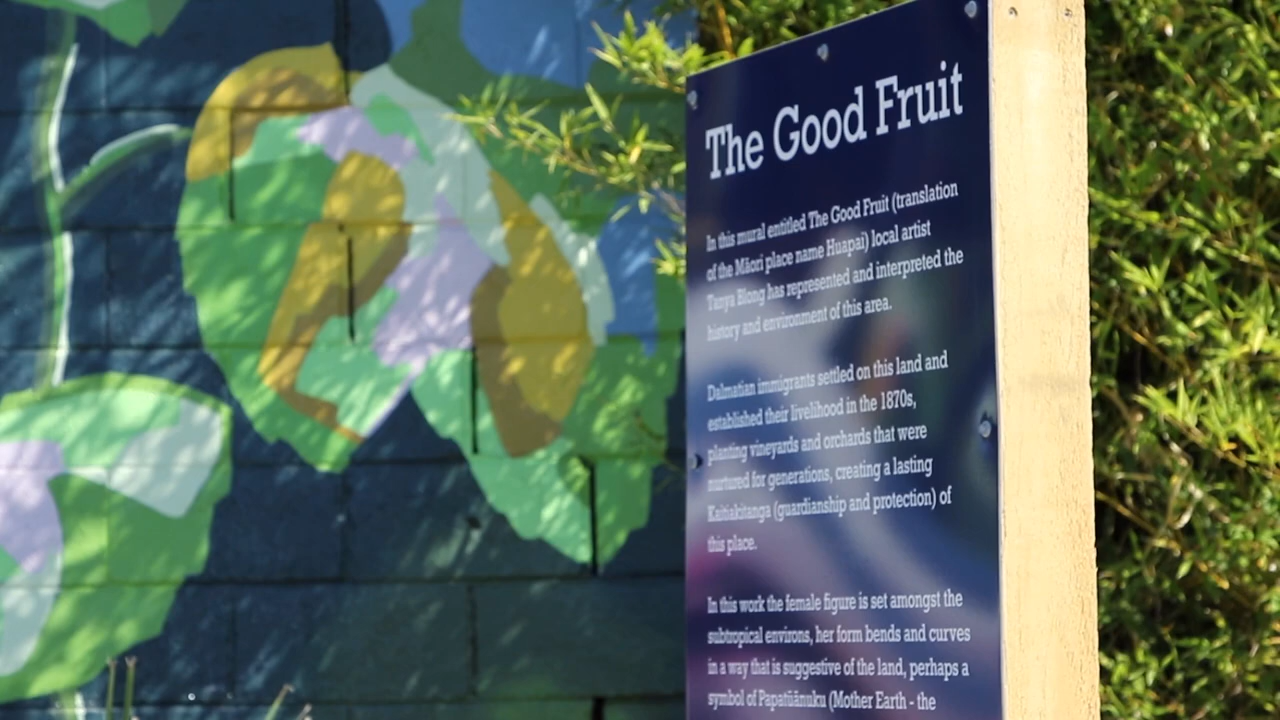 The Good Fruit
In this mural entitled The Good Fruit (translation
of the Māori place name Huapai) local artist
Tanya Blong has represented and interpreted the
history and environment of this area.
Dalmatian immigrants settled on this land and
established their livelihood in the 1870s,
planting vineyards and orchards that were
nurtured for generations, creating a lasting
Kaitiakitanga (guardianship and protection) of
this place.
In this work the female figure is set amongst the
subtropical environs, her form bends and curves
in a way that is suggestive of the land, perhaps a
symbol of Papatūānuku (Mother Earth - the